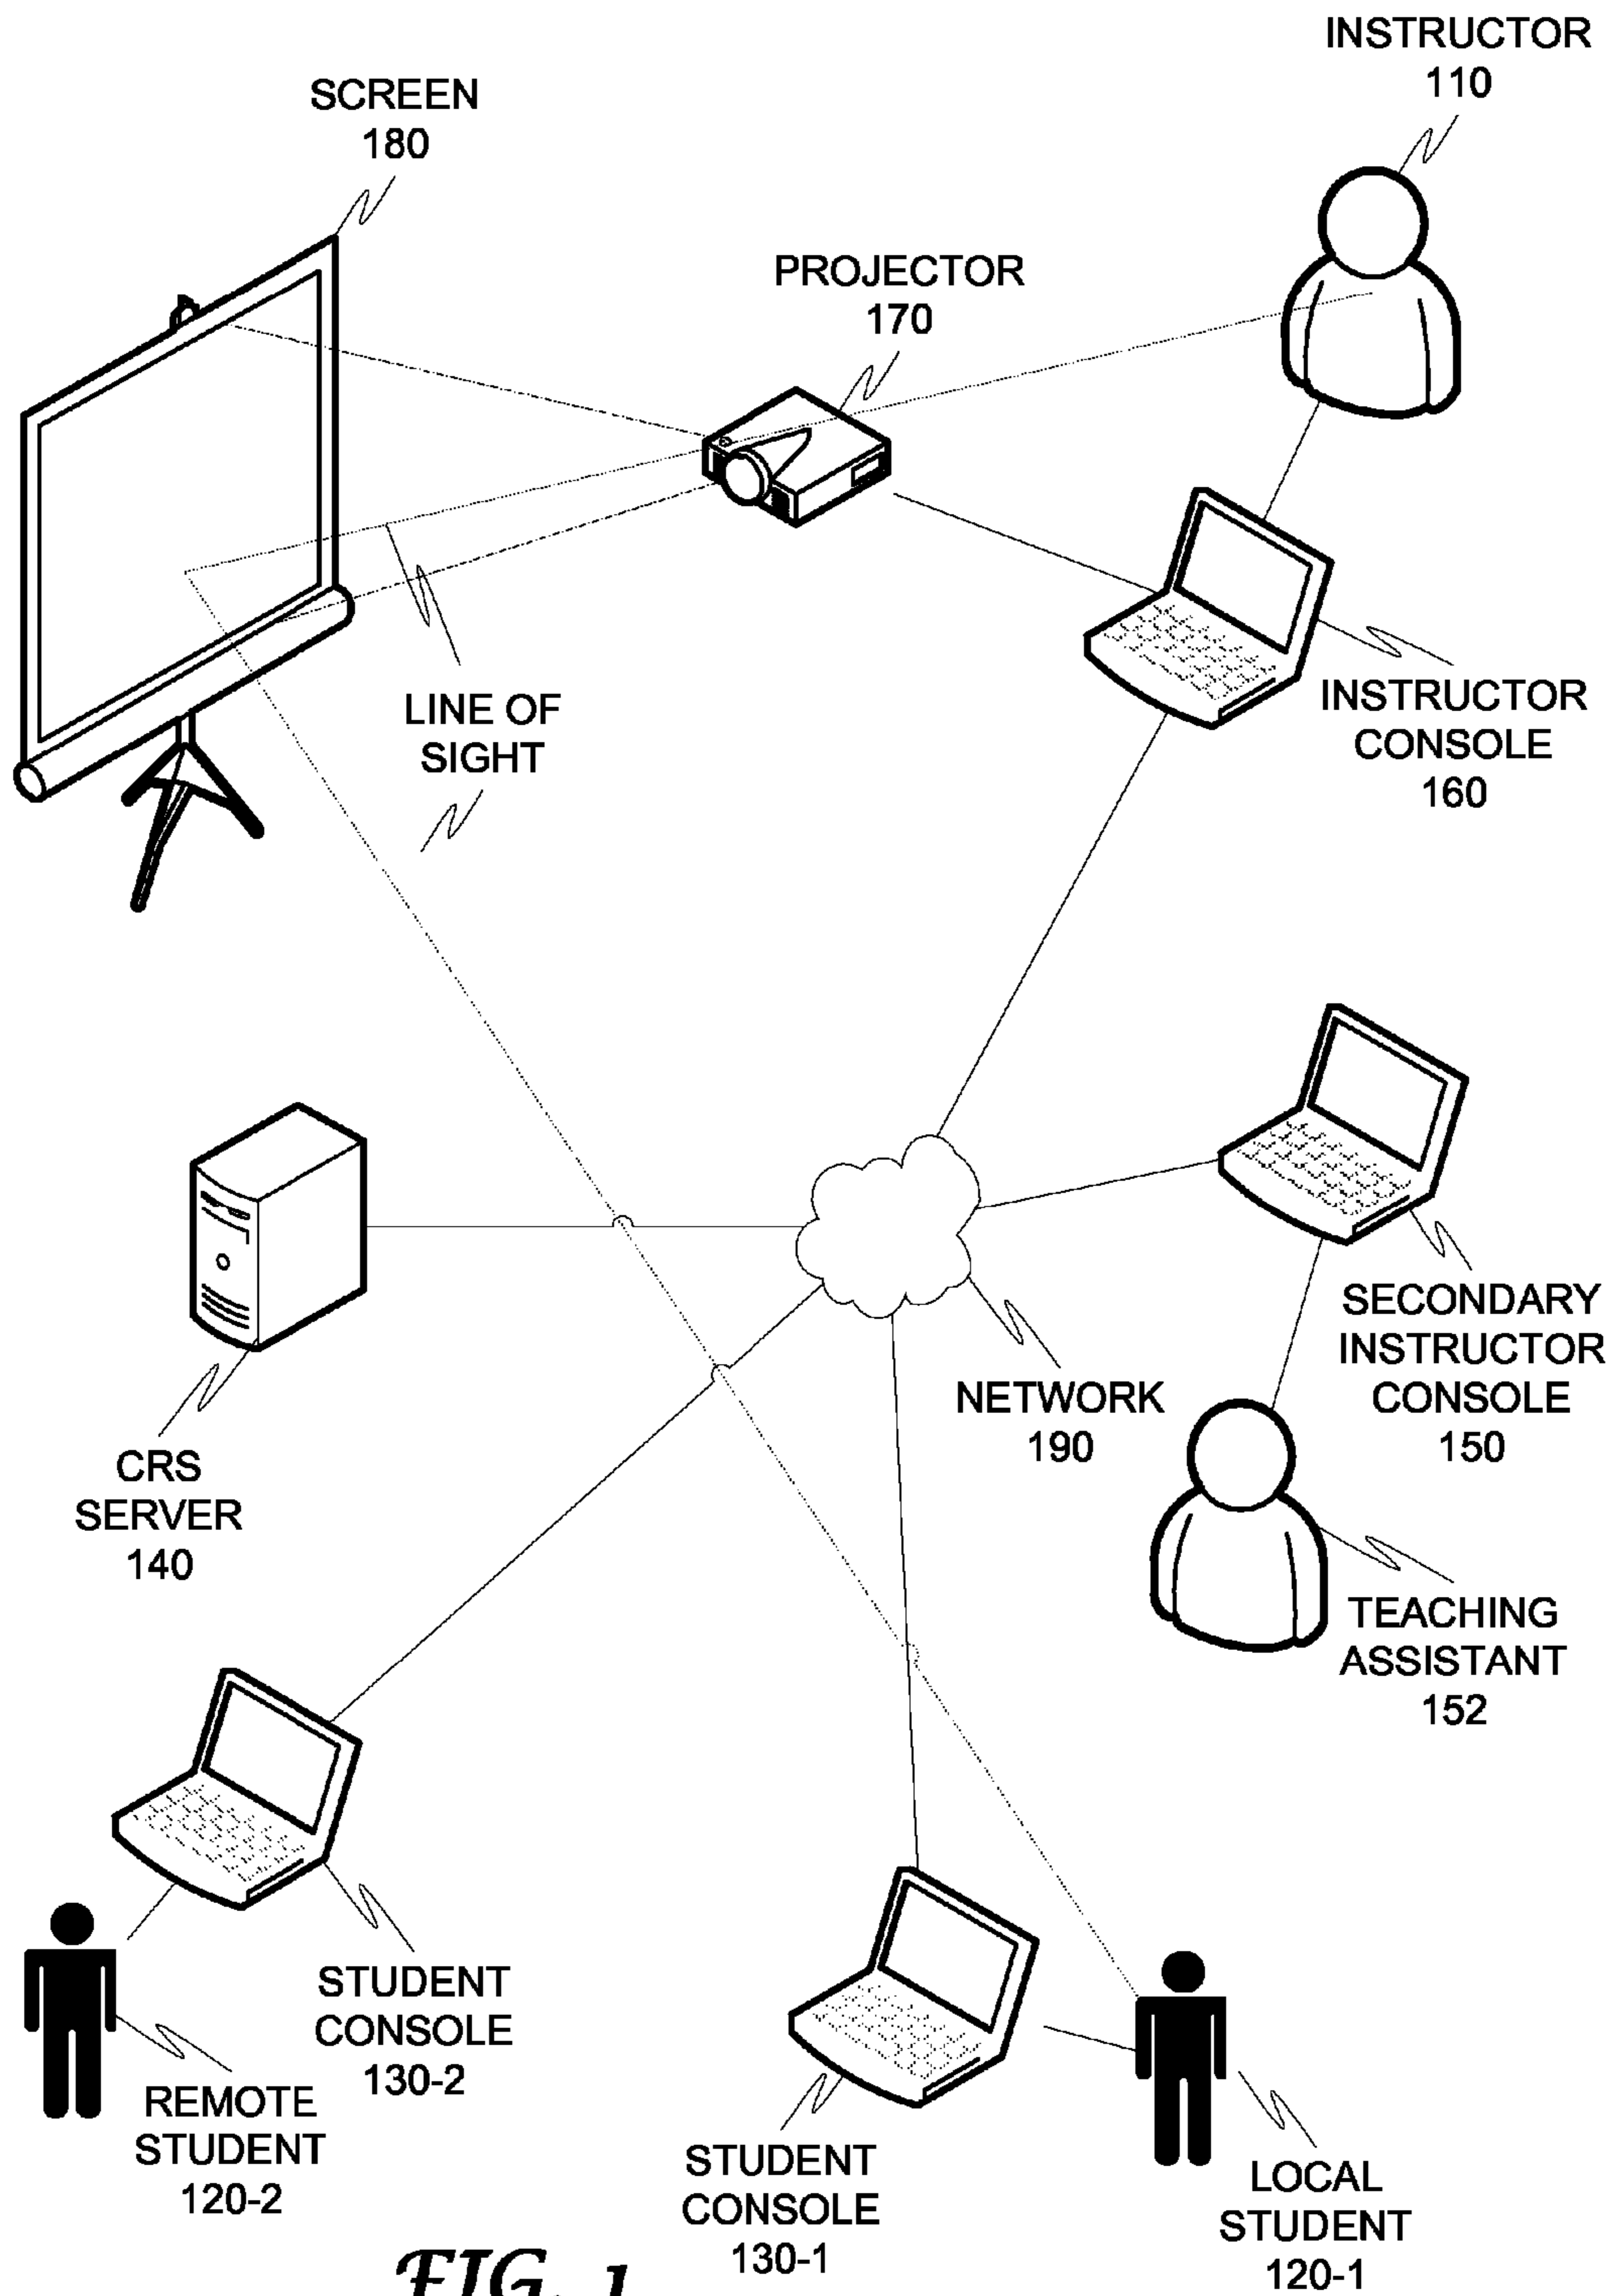 INSTRUCTOR
110
SCREEN
180
PROJECTOR
170
INSTRUCTOR
CONSOLE
160
LINE OF
SIGHT
SECONDARY
INSTRUCTOR
CONSOLE
150
NETWORK
190
CRS
SERVER
140
TEACHING
ASSISTANT
152
STUDENT
CONSOLE
130-2
REMOTE
STUDENT
120-2
STUDENT
CONSOLE
130-1
LOCAL
STUDENT
120-1
FIG. 1